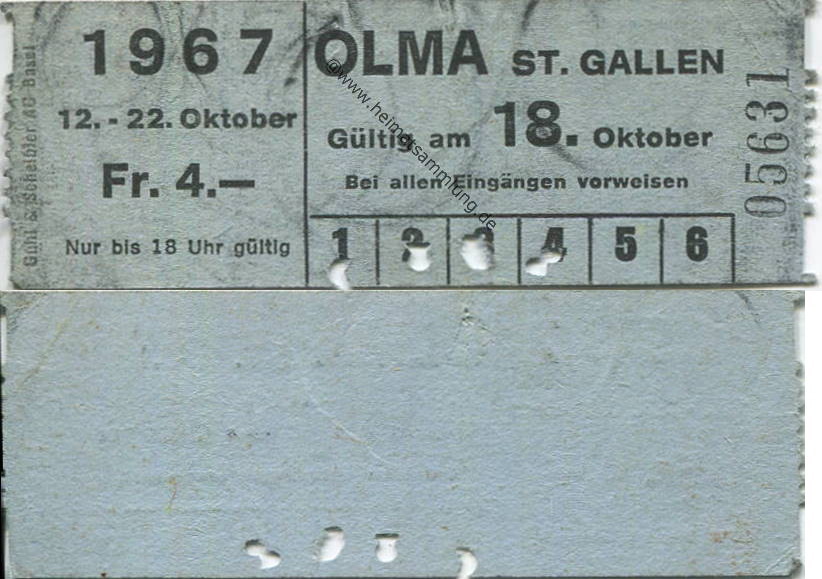 Gubl & Scheibler AG Basel
1967
12. - 22. Oktober
Fr. 4.—
Nur bis 18 Uhr gültig
OLMA ST. GALLEN
Gültig am 18. Oktober
Bei allen Eingängen vorweisen
1 2 3 4 5 6
05631
@www.heimatsammlung.de